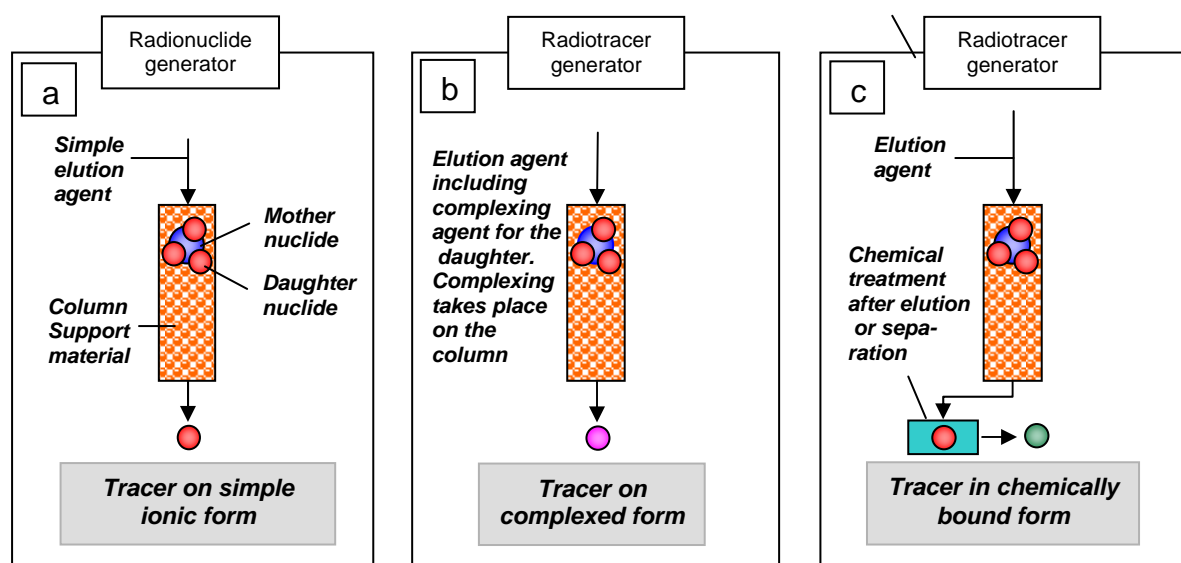 Radionuclide
generator
a
Simple
elution
agent
Mother
nuclide
Daughter
nuclide
Column
Support
material
Tracer on simple
ionic form
Radiotracer
generator
b
Elution agent
including
complexing
agent for the
daughter.
Complexing
takes place
on the
column
Tracer on
complexed form
Radiotracer
generator
c
Elution
agent
Chemical
treatment
after elution
or sepa-
ration
Tracer in chemically
bound form